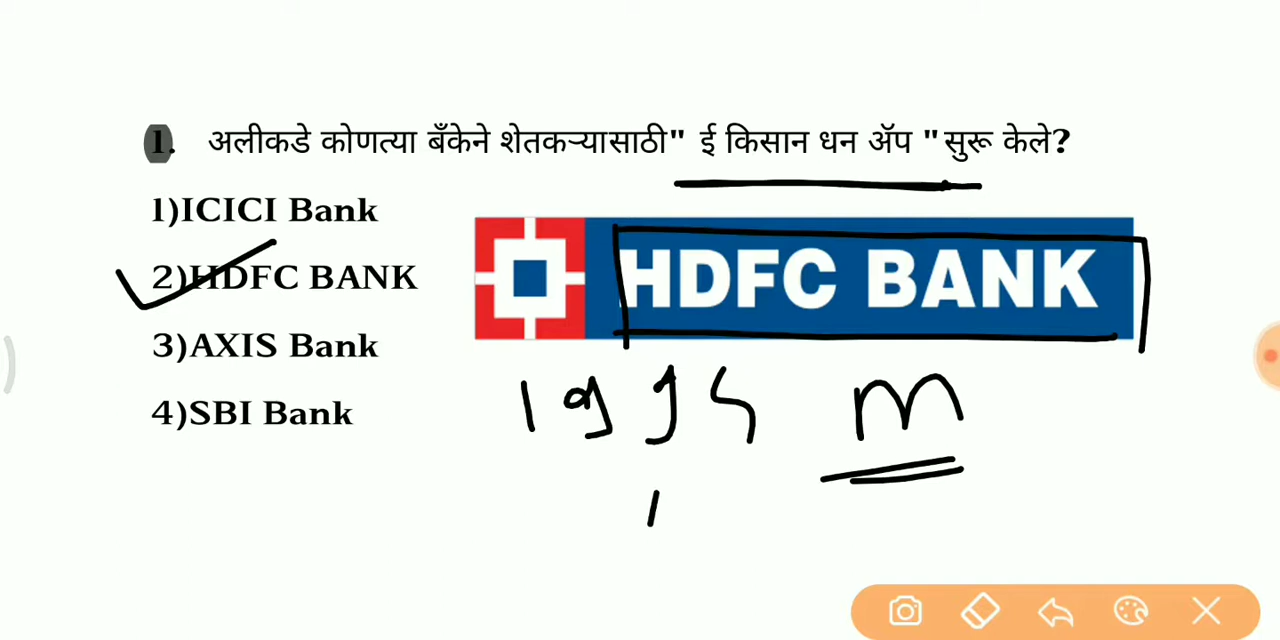 1. अलीकडे कोणत्या बँकेने शेतकऱ्यासाठी" ई किसान धन ॲप "सुरू केले?
1)ICICI Bank
2)HDFC BANK
HDFC BANK
3)AXIS Bank
4)SBI Bank
1995 m